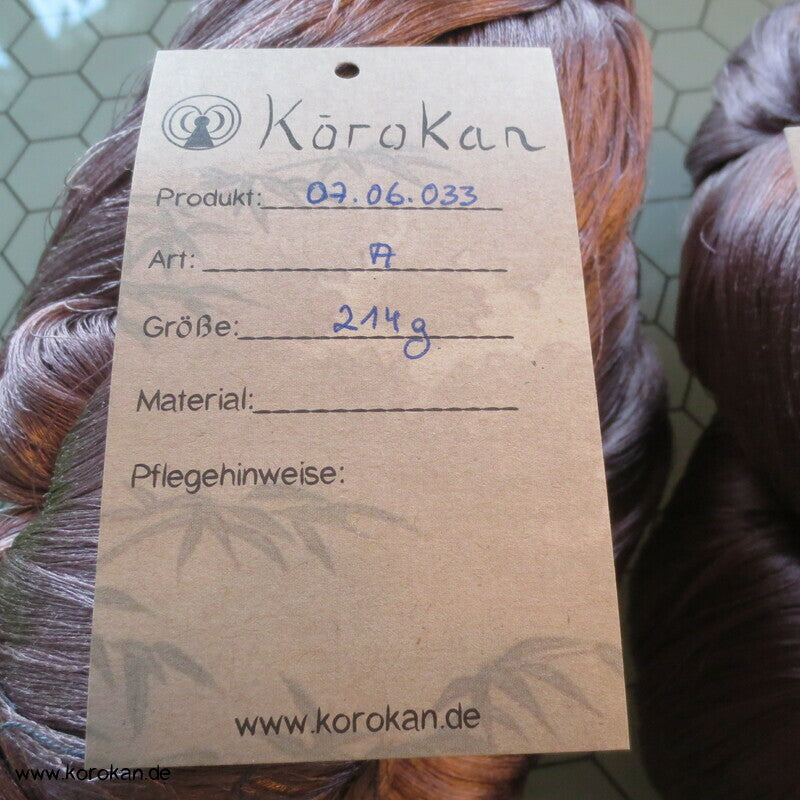 Kōrokan
Produkt: 07.06.033
Art: A
Größe: 214g
Material:
Pflegehinweise:
www.korokan.de
www.korokan.de